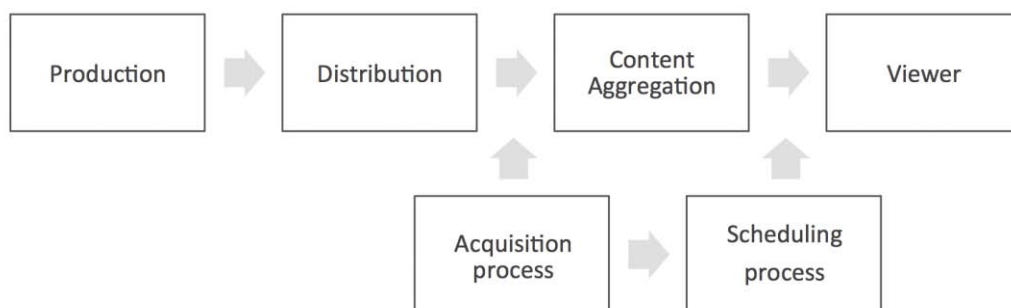 Production
Distribution
Content
Aggregation
Viewer
Acquisition
process
Scheduling
process